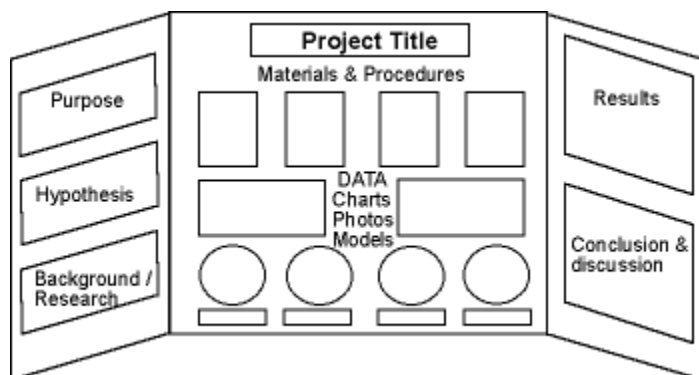 Project Title
Materials & Procedures
Purpose
Hypothesis
Background /
Research
DATA
Charts
Photos
Models
Results
Conclusion &
discussion